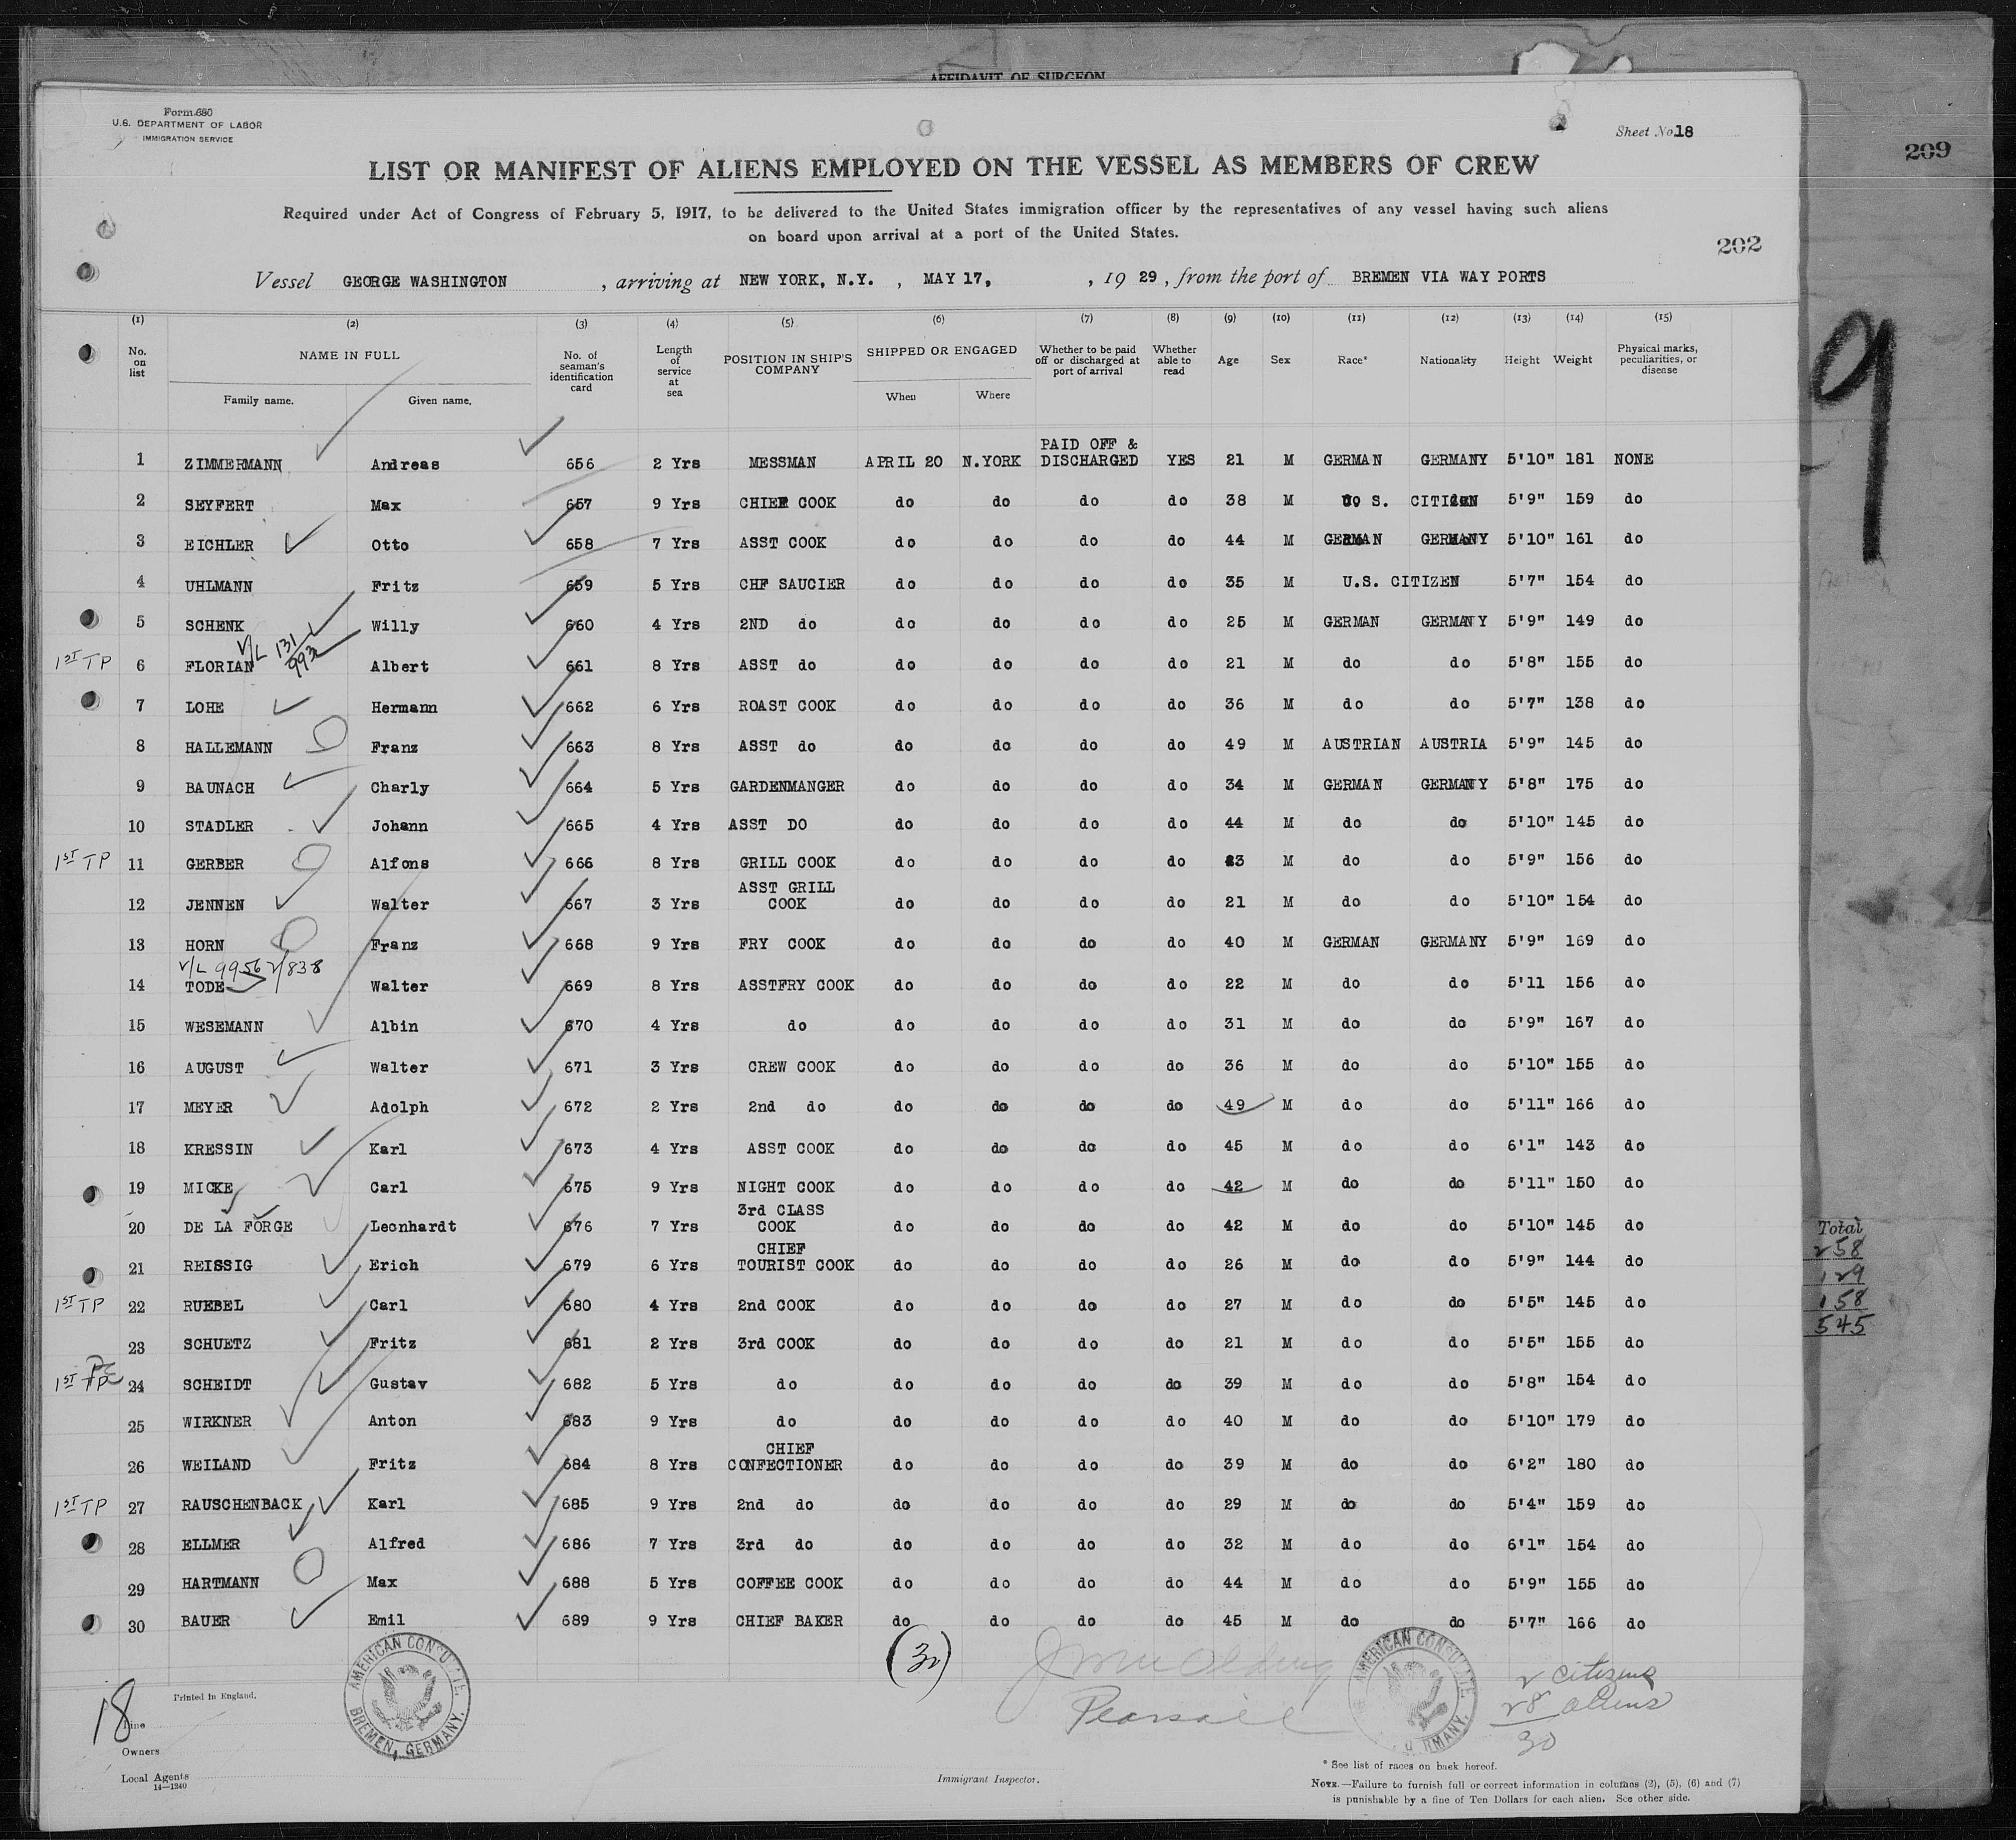 AFFIDAVIT OF SURGEON
Form 680
U.S. DEPARTMENT OF LABOR
IMMIGRATION SERVICE
Sheet No. 18
209
LIST OR MANIFEST OF ALIENS EMPLOYED ON THE VESSEL AS MEMBERS OF CREW
Required under Act of Congress of February 5, 1917, to be delivered to the United States immigration officer by the representatives of any vessel having such aliens
on board upon arrival at a port of the United States.
202
Vessel GEORGE WASHINGTON , arriving at NEW YORK, N.Y. , MAY 17, , 1929, from the port of BREMEN VIA WAY PORTS
(1) (2) (3) (4) (5) (6) (7) (8) (9) (10) (11) (12) (13) (14) (15)
No. on list NAME IN FULL Family name. Given name. No. of seaman's identification card Length of service at sea POSITION IN SHIP'S COMPANY SHIPPED OR ENGAGED When Where Whether to be paid off or discharged at port of arrival Whether able to read Age Sex Race* Nationality Height Weight Physical marks, peculiarities, or disease
9
1 ZIMMERMANN Andreas 656 2 Yrs MESSMAN APRIL 20 N.YORK PAID OFF & DISCHARGED YES 21 M GERMAN GERMANY 5'10" 181 NONE
2 SEYFERT Max 657 9 Yrs CHIEF COOK do do do do 38 M U. S. CITIZEN 5'9" 159 do
3 EICHLER Otto 658 7 Yrs ASST COOK do do do do 44 M GERMAN GERMANY 5'10" 161 do
4 UHLMANN Fritz 659 5 Yrs CHF SAUCIER do do do do 35 M U.S. CITIZEN 5'7" 154 do
5 SCHENK Willy 660 4 Yrs 2ND do do do do do 25 M GERMAN GERMANY 5'9" 149 do
V/L 131/993
1st TP 6 FLORIAN Albert 661 8 Yrs ASST do do do do do 21 M do do 5'8" 155 do
7 LOHE Hermann 662 6 Yrs ROAST COOK do do do do 36 M do do 5'7" 138 do
8 HALLEMANN Franz 663 8 Yrs ASST do do do do do 49 M AUSTRIAN AUSTRIA 5'9" 145 do
9 BAUNACH Charly 664 5 Yrs GARDENMANGER do do do do 34 M GERMAN GERMANY 5'8" 175 do
10 STADLER Johann 665 4 Yrs ASST DO do do do do 44 M do do 5'10" 145 do
1st TP 11 GERBER Alfons 666 8 Yrs GRILL COOK do do do do 23 M do do 5'9" 156 do
12 JENNEN Walter 667 3 Yrs ASST GRILL COOK do do do do 21 M do do 5'10" 154 do
13 HORN Franz 668 9 Yrs FRY COOK do do do do 40 M GERMAN GERMANY 5'9" 169 do
V/L 9956 2/838
14 TODE Walter 669 8 Yrs ASSTFRY COOK do do do do 22 M do do 5'11 156 do
15 WESEMANN Albin 670 4 Yrs do do do do do 31 M do do 5'9" 167 do
16 AUGUST Walter 671 3 Yrs CREW COOK do do do do 36 M do do 5'10" 155 do
17 MEYER Adolph 672 2 Yrs 2nd do do do do do 49 M do do 5'11" 166 do
18 KRESSIN Karl 673 4 Yrs ASST COOK do do do do 45 M do do 6'1" 143 do
19 MICKE Carl 675 9 Yrs NIGHT COOK do do do do 42 M do do 5'11" 150 do
20 DE LA FORGE Leonhardt 676 7 Yrs 3rd CLASS COOK do do do do 42 M do do 5'10" 145 do
21 REISSIG Erich 679 6 Yrs CHIEF TOURIST COOK do do do do 26 M do do 5'9" 144 do
1st TP 22 RUEBEL Carl 680 4 Yrs 2nd COOK do do do do 27 M do do 5'5" 145 do
23 SCHUETZ Fritz 681 2 Yrs 3rd COOK do do do do 21 M do do 5'5" 155 do
1st TP 24 SCHEIDT Gustav 682 5 Yrs do do do do do 39 M do do 5'8" 154 do
25 WIRKNER Anton 683 9 Yrs do do do do do 40 M do do 5'10" 179 do
26 WEILAND Fritz 684 8 Yrs CHIEF CONFECTIONER do do do do 39 M do do 6'2" 180 do
1st TP 27 RAUSCHENBACK Karl 685 9 Yrs 2nd do do do do do 29 M do do 5'4" 159 do
28 ELLMER Alfred 686 7 Yrs 3rd do do do do do 32 M do do 6'1" 154 do
29 HARTMANN Max 688 5 Yrs COFFEE COOK do do do do 44 M do do 5'9" 155 do
30 BAUER Emil 689 9 Yrs CHIEF BAKER do do do do 45 M do do 5'7" 166 do
Total
258
129
158
545
(30)
Pearsall
2 citizens
28 aliens
30
AMERICAN CONSULATE. BREMEN, GERMANY.
AMERICAN CONSULATE. GERMANY.
18
Printed in England.
Line
Owners
Local Agents
14—1240
Immigrant Inspector.
* See list of races on back hereof.
NOTE.—Failure to furnish full or correct information in columns (2), (5), (6) and (7)
is punishable by a fine of Ten Dollars for each alien. See other side.